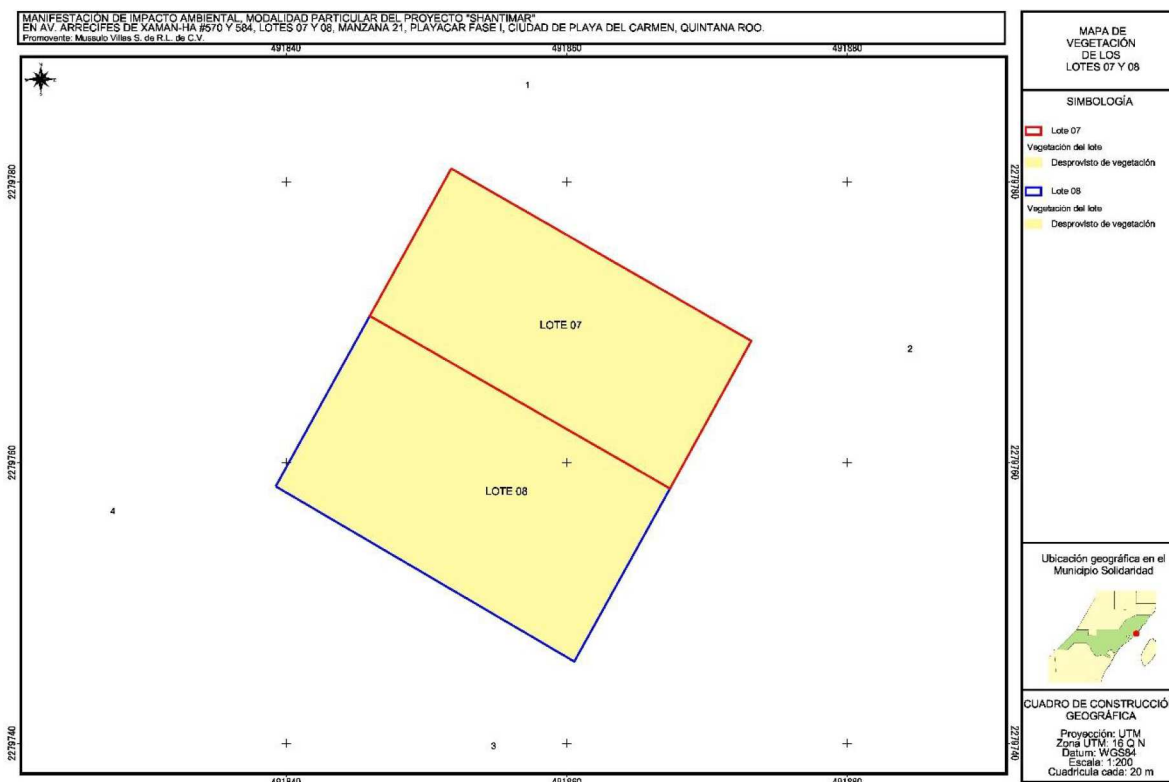 MANIFESTACIÓN DE IMPACTO AMBIENTAL, MODALIDAD PARTICULAR DEL PROYECTO "SHANTIMAR"
EN AV. ARRECIFES DE XAMAN-HA #570 Y 584, LOTES 07 Y 08, MANZANA 21, PLAYACAR FASE I, CIUDAD DE PLAYA DEL CARMEN, QUINTANA ROO.
Promovente: Musulo Villas S. de R.L. de C.V.
491840
491860
491880
1
2279780
2279780
LOTE 07
2
2279760
2279760
LOTE 08
4
2279740
2279740
3
491840
491860
491880
MAPA DE
VEGETACIÓN
DE LOS
LOTES 07 Y 08
SIMBOLOGÍA
Lote 07
Vegetación del lote
Desprovisto de vegetación
Lote 08
Vegetación del lote
Desprovisto de vegetación
Ubicación geográfica en el
Municipio Solidaridad
CUADRO DE CONSTRUCCIÓ
GEOGRÁFICA
Proyección: UTM
Zona UTM: 16 Q N
Datum: WGS84
Escala: 1:200
Cuadrícula cada: 20 m